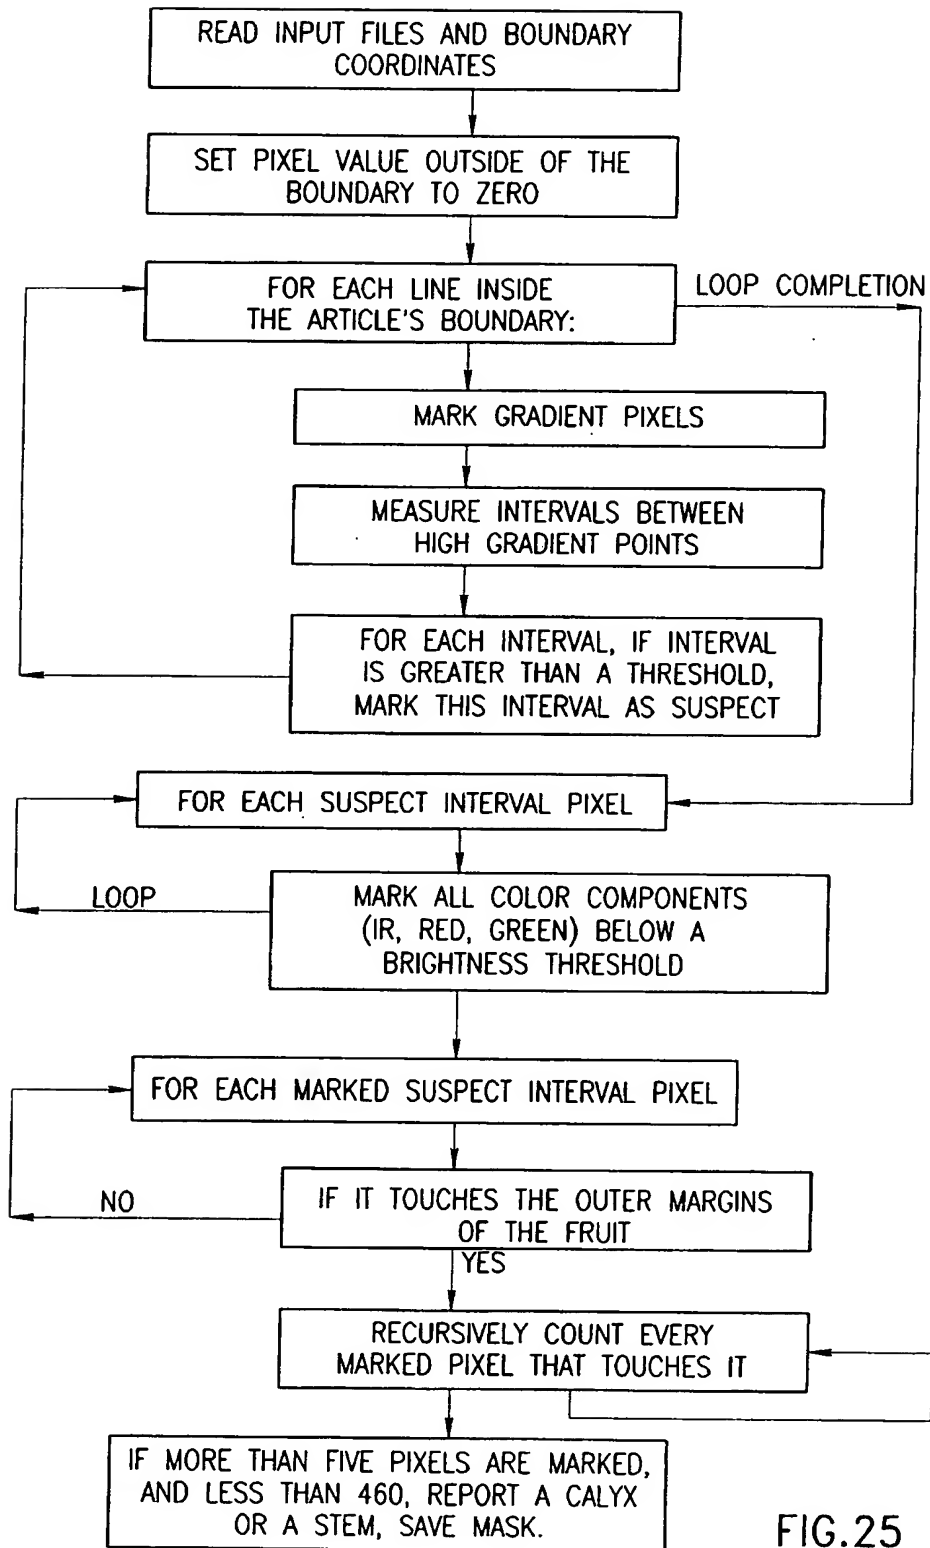 READ INPUT FILES AND BOUNDARY
COORDINATES
SET PIXEL VALUE OUTSIDE OF THE
BOUNDARY TO ZERO
FOR EACH LINE INSIDE
THE ARTICLE'S BOUNDARY:
LOOP COMPLETION
MARK GRADIENT PIXELS
MEASURE INTERVALS BETWEEN
HIGH GRADIENT POINTS
FOR EACH INTERVAL, IF INTERVAL
IS GREATER THAN A THRESHOLD,
MARK THIS INTERVAL AS SUSPECT
FOR EACH SUSPECT INTERVAL PIXEL
LOOP
MARK ALL COLOR COMPONENTS
(IR, RED, GREEN) BELOW A
BRIGHTNESS THRESHOLD
FOR EACH MARKED SUSPECT INTERVAL PIXEL
NO
IF IT TOUCHES THE OUTER MARGINS
OF THE FRUIT
YES
RECURSIVELY COUNT EVERY
MARKED PIXEL THAT TOUCHES IT
IF MORE THAN FIVE PIXELS ARE MARKED,
AND LESS THAN 460, REPORT A CALYX
OR A STEM, SAVE MASK.
FIG.25